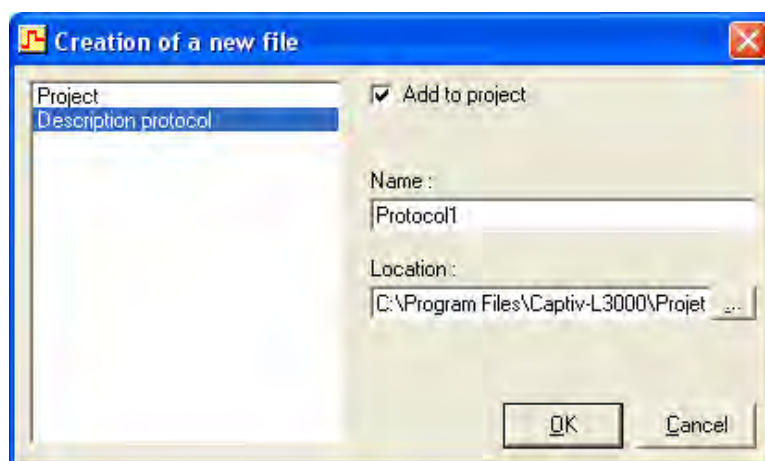 Creation of a new file
Project
Description protocol
Add to project
Name :
Protocol1
Location :
C:\Program Files\Captiv-L3000\Projet
...
OK
Cancel